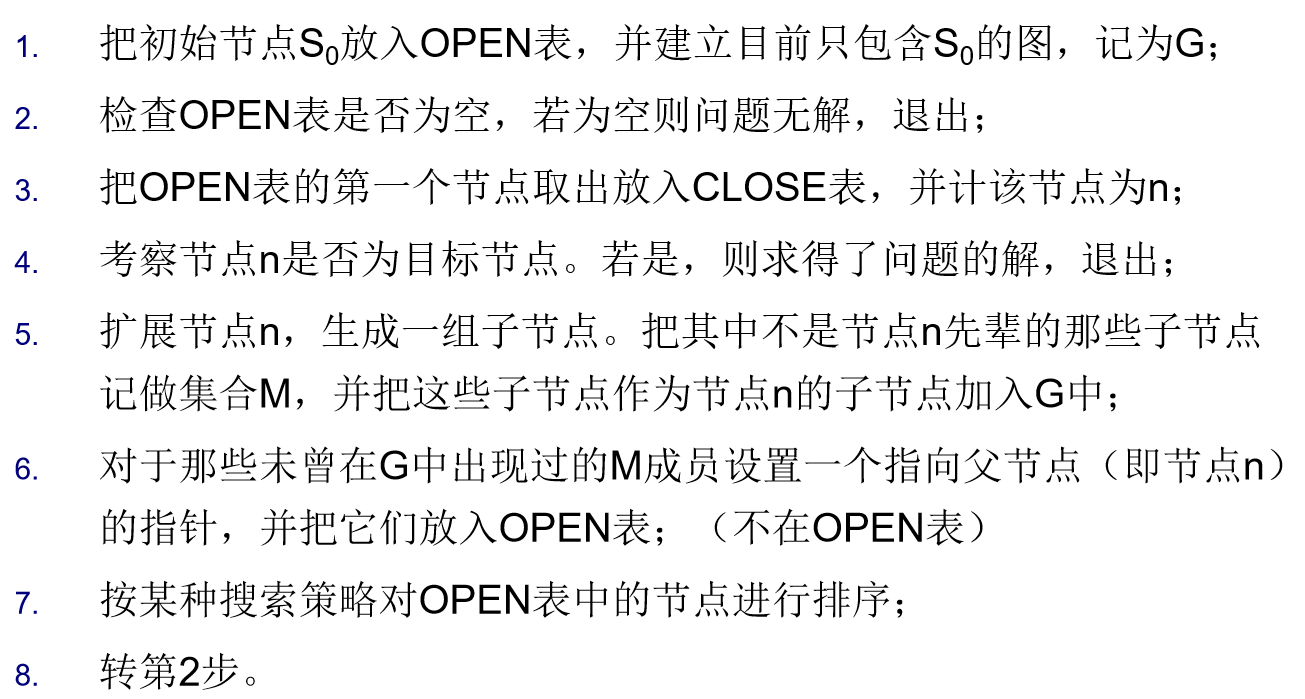 1. 把初始节点S₀放入OPEN表，并建立目前只包含S₀的图，记为G；
2. 检查OPEN表是否为空，若为空则问题无解，退出；
3. 把OPEN表的第一个节点取出放入CLOSE表，并计该节点为n；
4. 考察节点n是否为目标节点。若是，则求得了问题的解，退出；
5. 扩展节点n，生成一组子节点。把其中不是节点n先辈的那些子节点
记做集合M，并把这些子节点作为节点n的子节点加入G中；
6. 对于那些未曾在G中出现过的M成员设置一个指向父节点（即节点n）
的指针，并把它们放入OPEN表；（不在OPEN表）
7. 按某种搜索策略对OPEN表中的节点进行排序；
8. 转第2步。